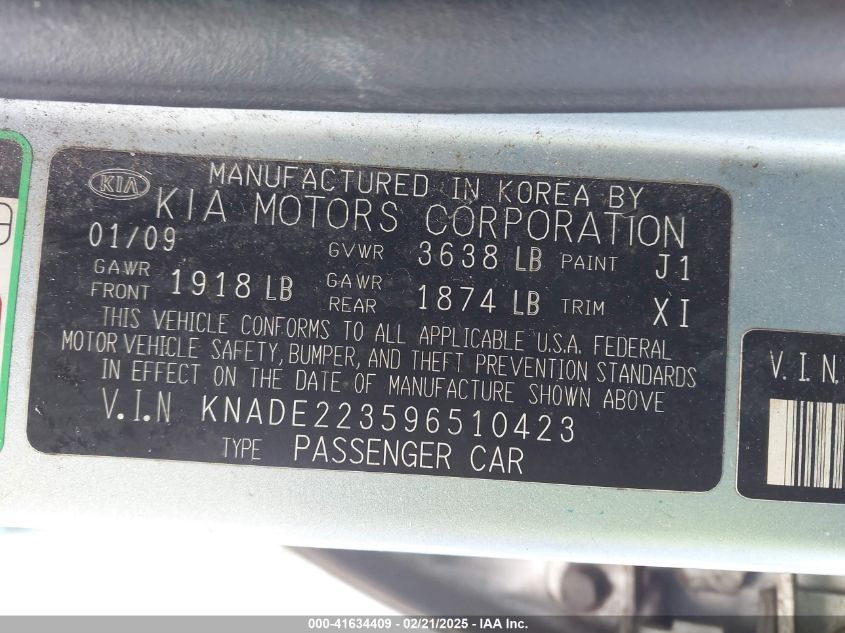 KIA
MANUFACTURED IN KOREA BY
KIA MOTORS CORPORATION
01/09 GVWR 3638 LB PAINT J1
GAWR FRONT 1918 LB GAWR REAR 1874 LB TRIM XI
THIS VEHICLE CONFORMS TO ALL APPLICABLE U.S.A. FEDERAL
MOTOR VEHICLE SAFETY, BUMPER, AND THEFT PREVENTION STANDARDS
IN EFFECT ON THE DATE OF MANUFACTURE SHOWN ABOVE
V.I.N KNADE223596510423
TYPE PASSENGER CAR
V.I.N.
000-41634409 - 02/21/2025 - IAA Inc.